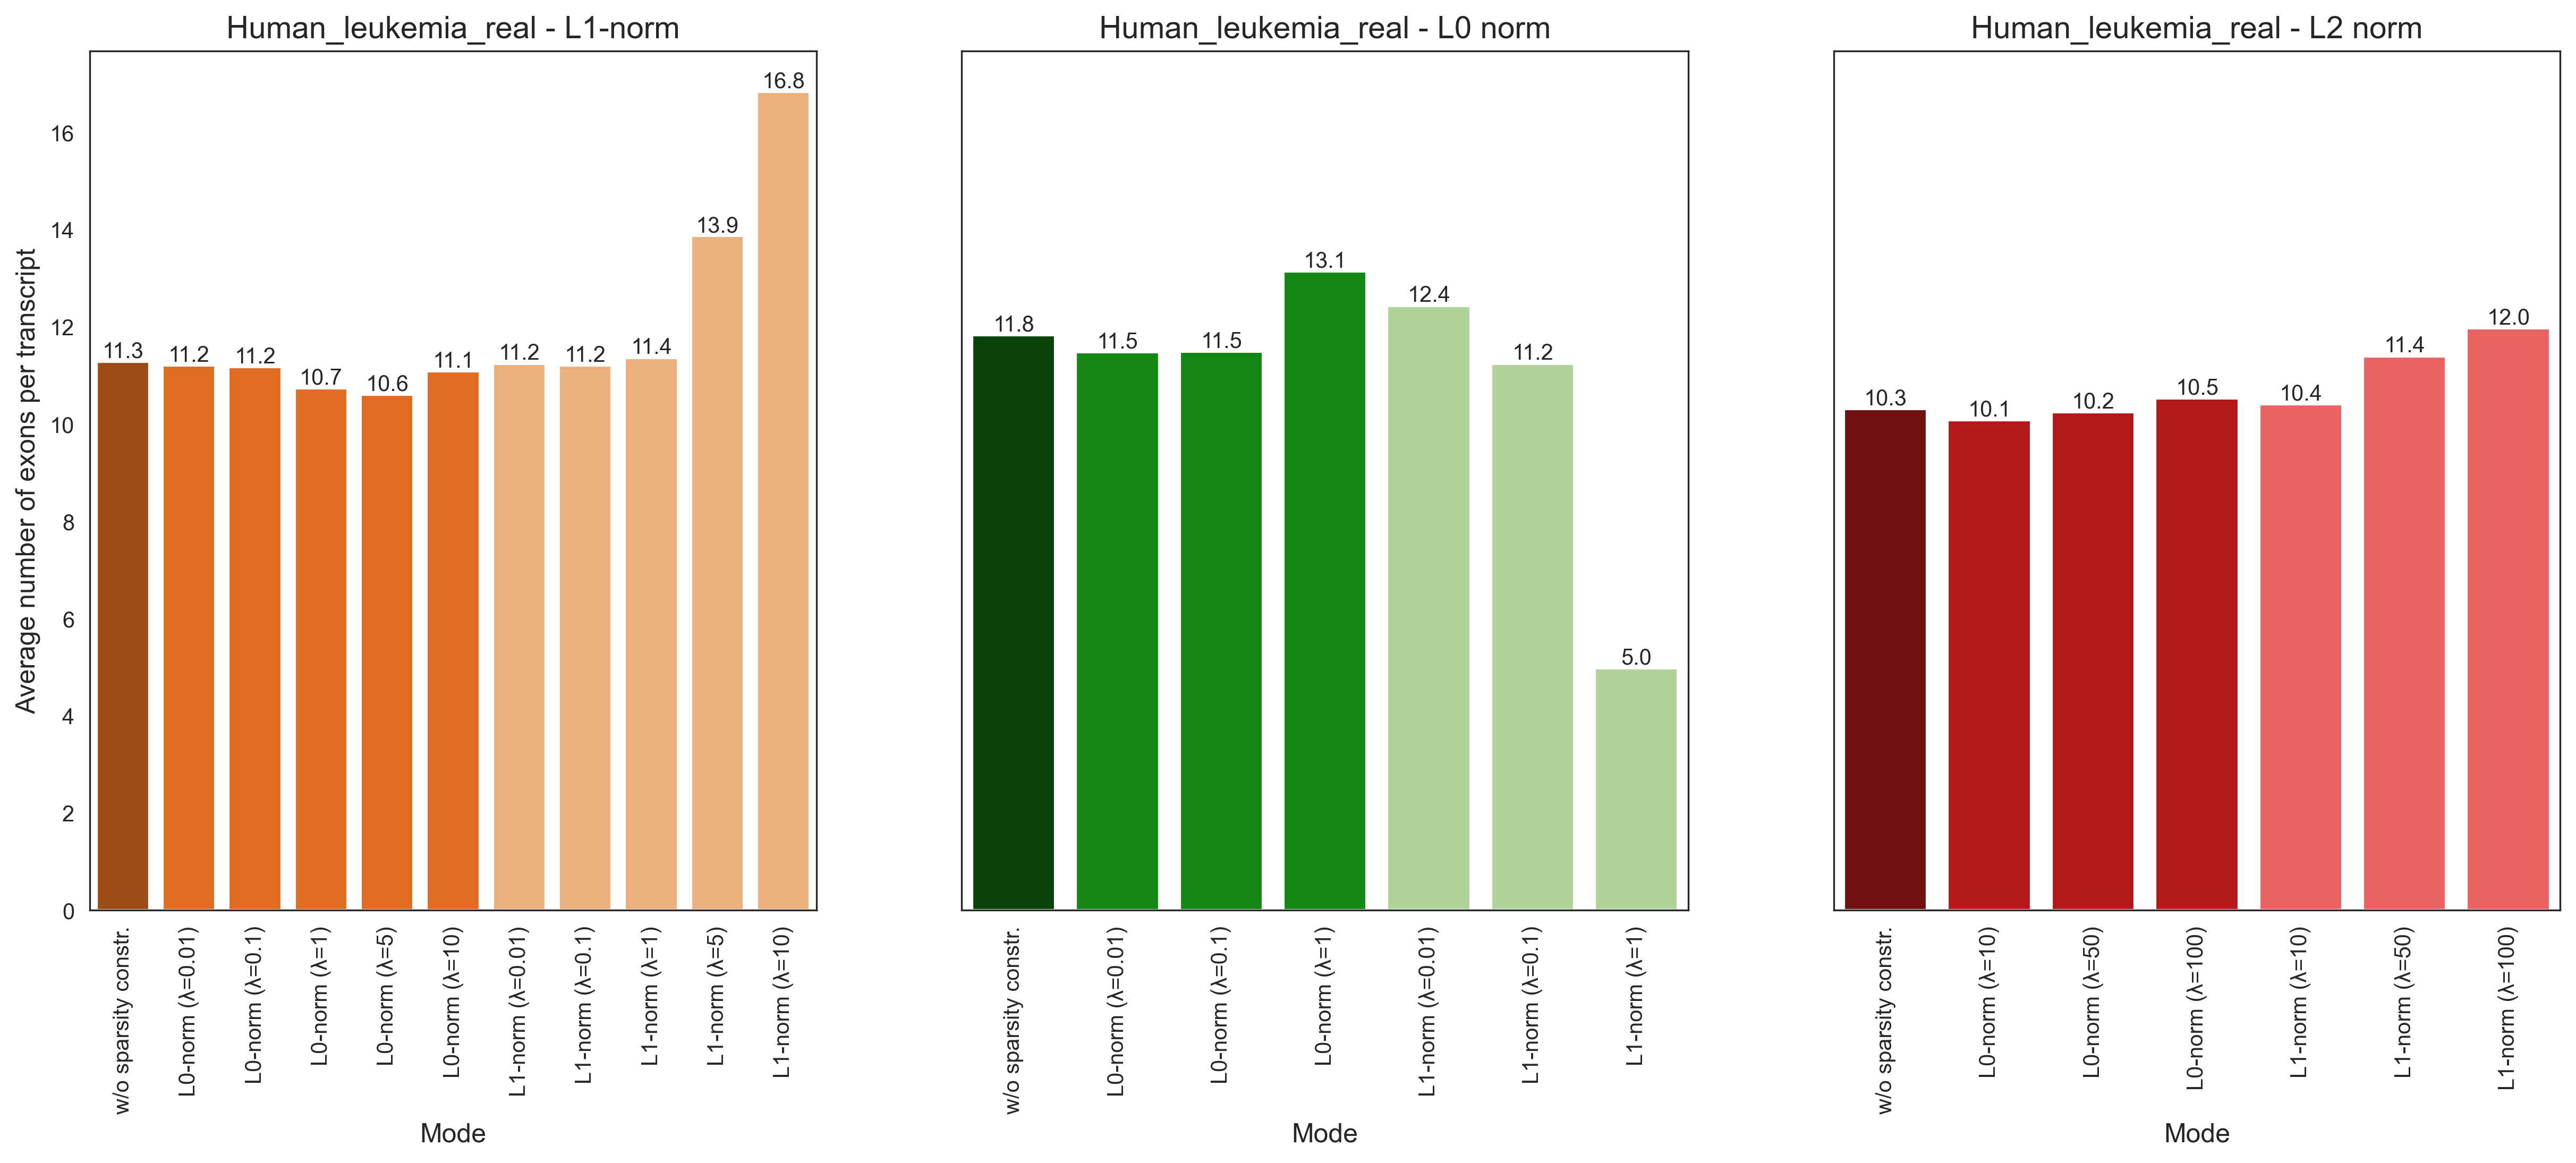 Human_leukemia_real - L1-norm
Average number of exons per transcript
16
14
12
10
8
6
4
2
0
11.3
11.2
11.2
10.7
10.6
11.1
11.2
11.2
11.4
13.9
16.8
w/o sparsity constr.
L0-norm (λ=0.01)
L0-norm (λ=0.1)
L0-norm (λ=1)
L0-norm (λ=5)
L0-norm (λ=10)
L1-norm (λ=0.01)
L1-norm (λ=0.1)
L1-norm (λ=1)
L1-norm (λ=5)
L1-norm (λ=10)
Mode
Human_leukemia_real - L0 norm
11.8
11.5
11.5
13.1
12.4
11.2
5.0
w/o sparsity constr.
L0-norm (λ=0.01)
L0-norm (λ=0.1)
L0-norm (λ=1)
L1-norm (λ=0.01)
L1-norm (λ=0.1)
L1-norm (λ=1)
Mode
Human_leukemia_real - L2 norm
10.3
10.1
10.2
10.5
10.4
11.4
12.0
w/o sparsity constr.
L0-norm (λ=10)
L0-norm (λ=50)
L0-norm (λ=100)
L1-norm (λ=10)
L1-norm (λ=50)
L1-norm (λ=100)
Mode